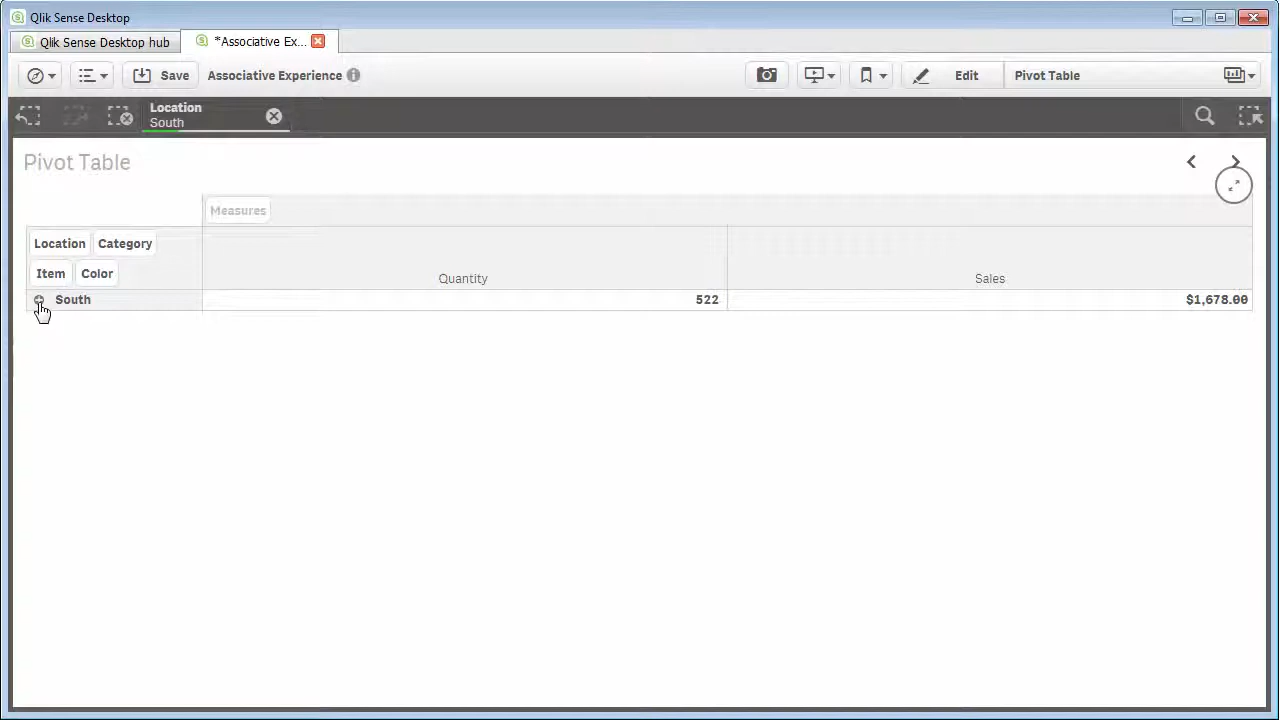 Qlik Sense Desktop
Qlik Sense Desktop hub
*Associative Ex...
Save
Associative Experience
Edit
Pivot Table
Location
South
Pivot Table
Measures
Location
Category
Item
Color
Quantity
Sales
South
522
$1,678.00